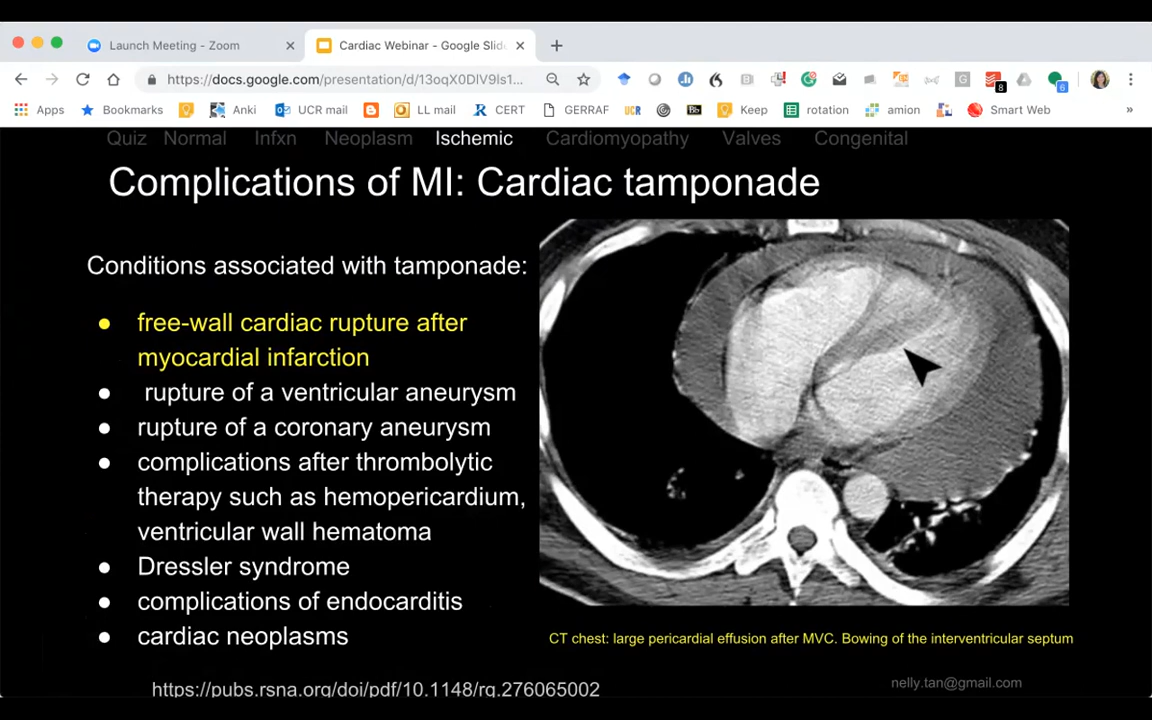 Launch Meeting - Zoom
Cardiac Webinar - Google Slid
https://docs.google.com/presentation/d/13oqX0DlV9ls1...
8
6
Apps
Bookmarks
Anki
UCR mail
LL mail
CERT
GERRAF
UCR
Keep
rotation
amion
Smart Web
»
Quiz Normal Infxn Neoplasm Ischemic Cardiomyopathy Valves Congenital
Complications of MI: Cardiac tamponade
Conditions associated with tamponade:
● free-wall cardiac rupture after
myocardial infarction
● rupture of a ventricular aneurysm
● rupture of a coronary aneurysm
● complications after thrombolytic
therapy such as hemopericardium,
ventricular wall hematoma
● Dressler syndrome
● complications of endocarditis
● cardiac neoplasms
CT chest: large pericardial effusion after MVC. Bowing of the interventricular septum
https://pubs.rsna.org/doi/pdf/10.1148/rg.276065002
nelly.tan@gmail.com